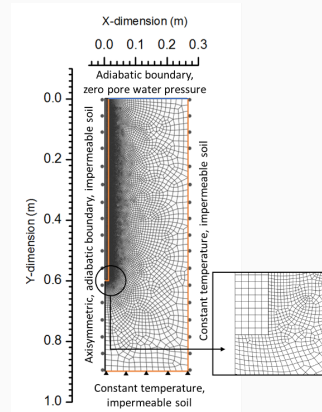 X-dimension (m)
0.0 0.1 0.2 0.3
Adiabatic boundary,
zero pore water pressure
0.0
0.2
0.4
0.6
0.8
1.0
Y-dimension (m)
Axisymmetric, adiabatic boundary, impermeable soil
Constant temperature, impermeable soil
Constant temperature,
impermeable soil